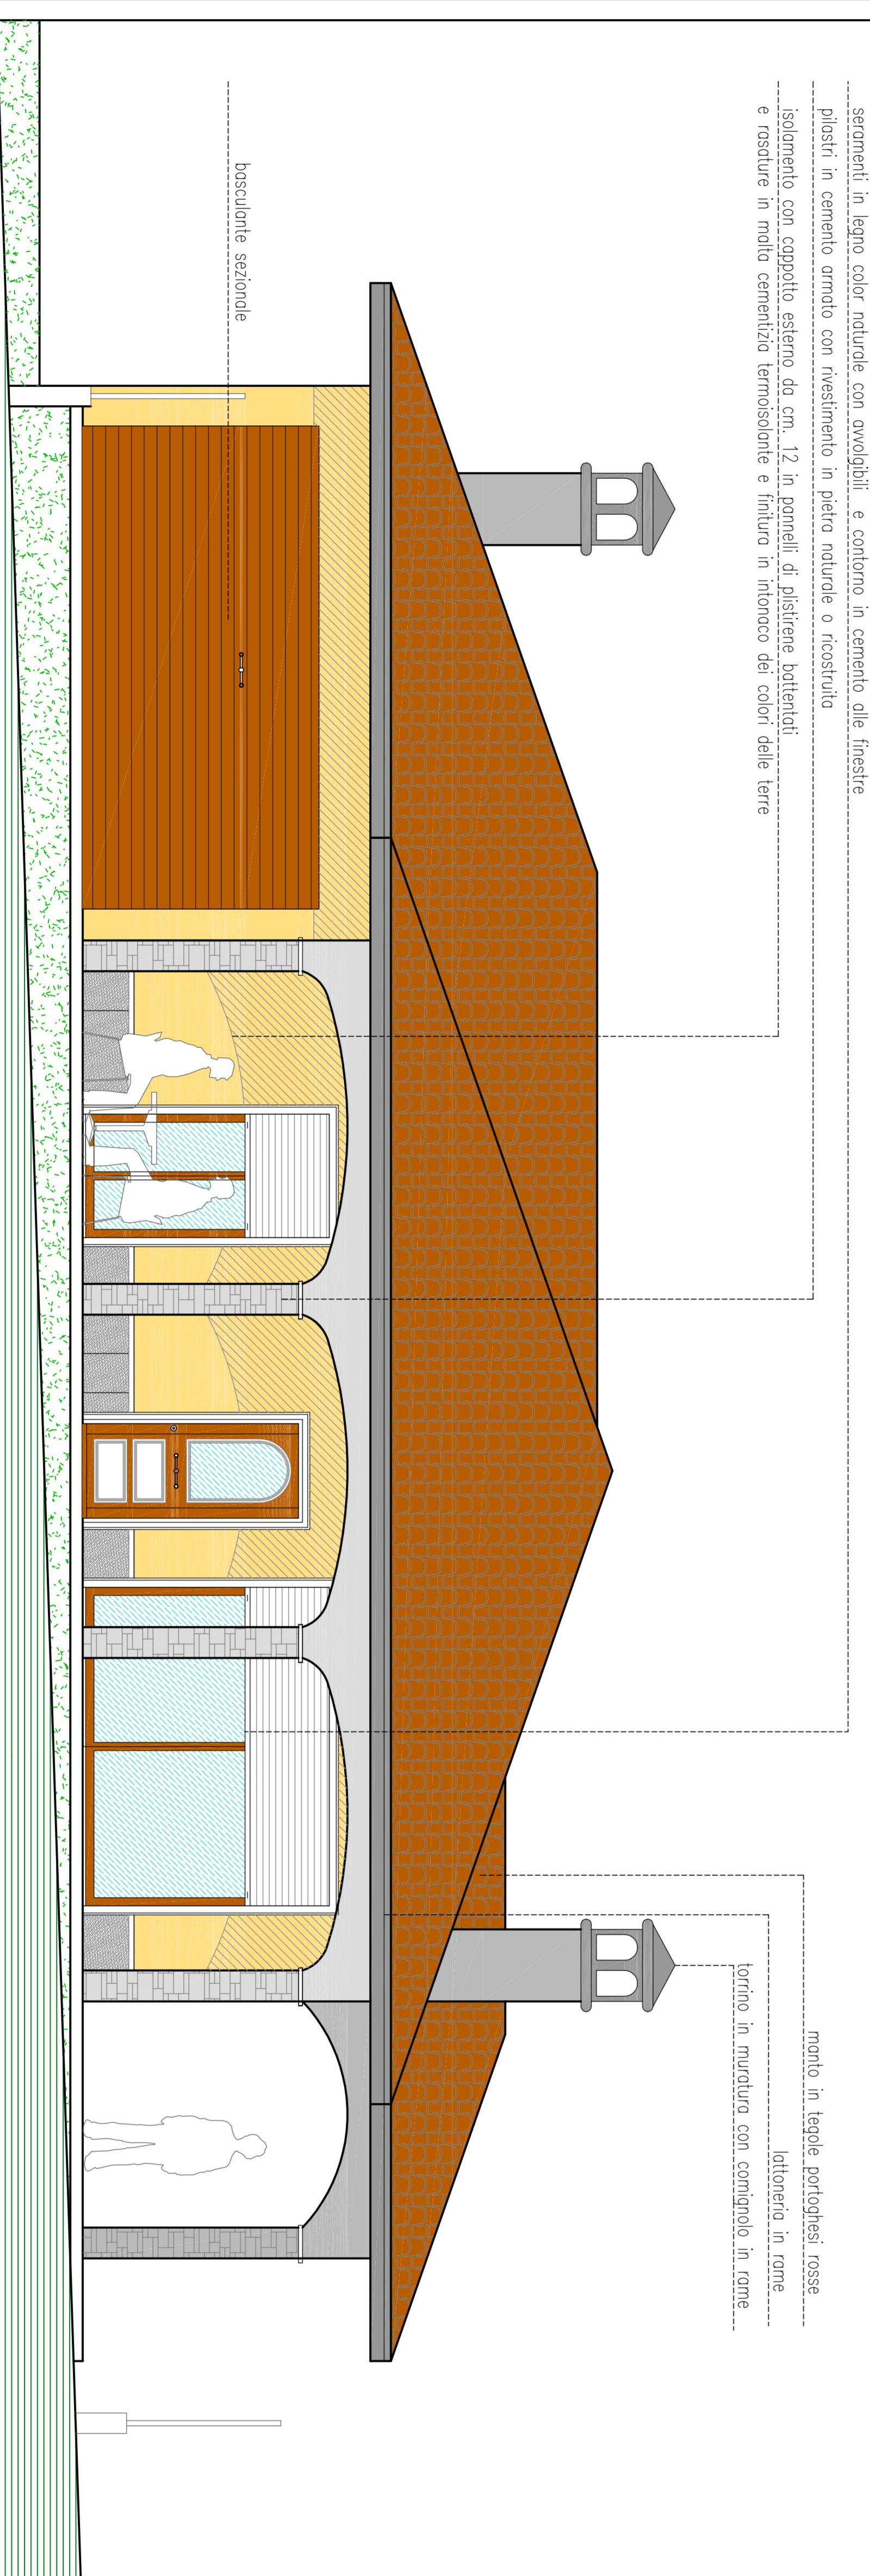 seramenti in legno color naturale con avvolgibili e contorno in cemento alle finestre
pilastri in cemento armato con rivestimento in pietra naturale o ricostruita
isolamento con cappotto esterno da cm. 12 in pannelli di plistirene battentati
e rasature in malta cementizia termoisolante e finitura in intonaco dei colori delle terre
basculante sezionale
manto in tegole portoghesi rosse
lattoneria in rame
torrino in muratura con comignolo in rame